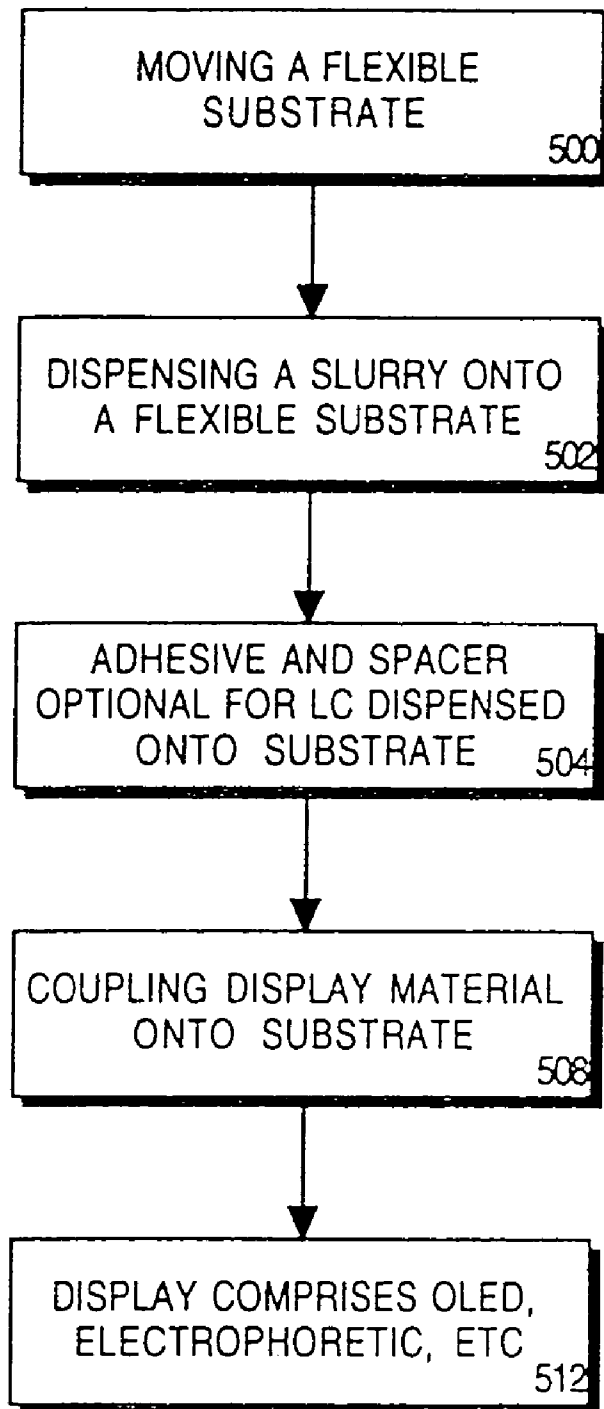 MOVING A FLEXIBLE
SUBSTRATE
500
DISPENSING A SLURRY ONTO
A FLEXIBLE SUBSTRATE
502
ADHESIVE AND SPACER
OPTIONAL FOR LC DISPENSED
ONTO SUBSTRATE
504
COUPLING DISPLAY MATERIAL
ONTO SUBSTRATE
508
DISPLAY COMPRISES OLED,
ELECTROPHORETIC, ETC
512